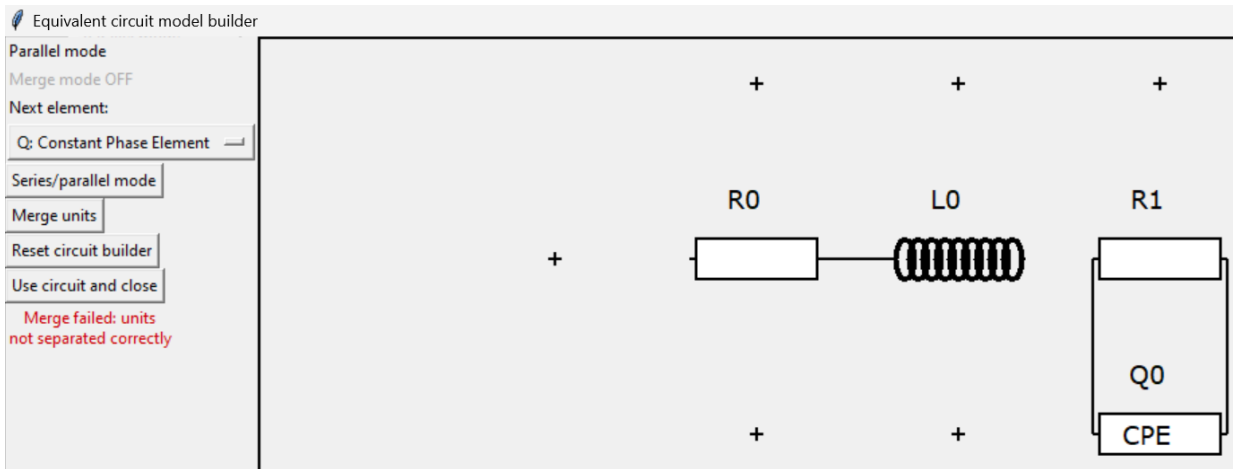 Equivalent circuit model builder
Parallel mode
Merge mode OFF
Next element:
Q: Constant Phase Element
Series/parallel mode
Merge units
Reset circuit builder
Use circuit and close
Merge failed: units
not separated correctly
R0 L0 R1
Q0
CPE